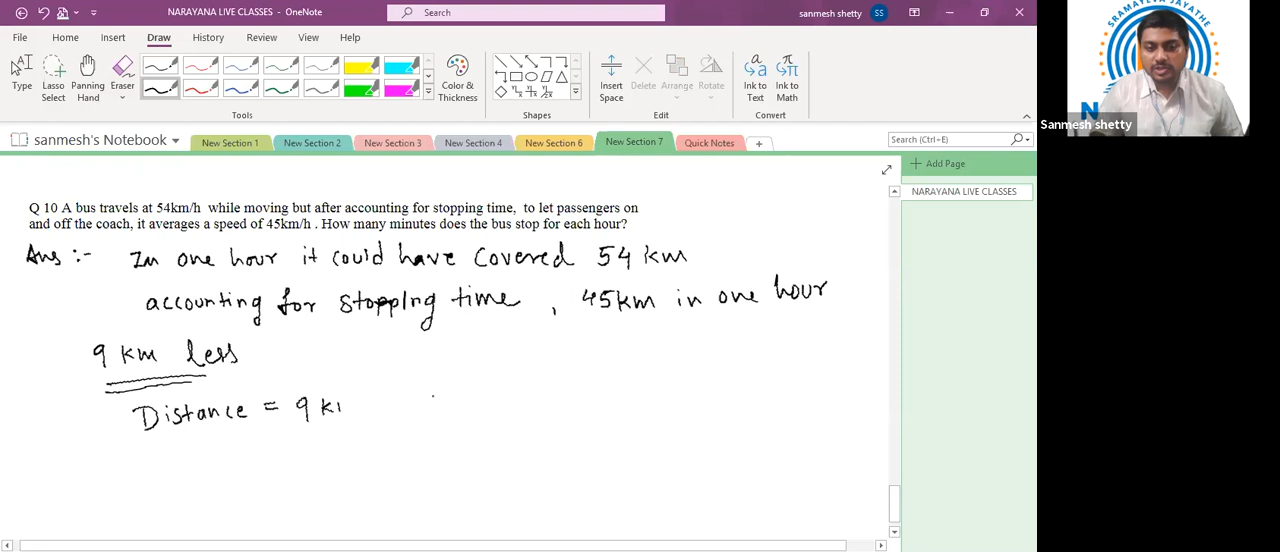 NARAYANA LIVE CLASSES - OneNote
Search
sanmesh shetty
SS
File Home Insert Draw History Review View Help
Type
Lasso Select
Panning Hand
Eraser
Color & Thickness
Insert Space
Delete
Arrange
Rotate
Ink to Text
Ink to Math
Tools
Shapes
Edit
Convert
sanmesh's Notebook
New Section 1
New Section 2
New Section 3
New Section 4
New Section 6
New Section 7
Quick Notes
Search (Ctrl+E)
Add Page
NARAYANA LIVE CLASSES
Q 10 A bus travels at 54km/h while moving but after accounting for stopping time, to let passengers on
and off the coach, it averages a speed of 45km/h . How many minutes does the bus stop for each hour?
Ans :- In one hour it could have covered 54 km
accounting for stopping time , 45km in one hour
9 km less
Distance = 9 k
SRAMAYEVA JAYATHE
N
Sanmesh shetty